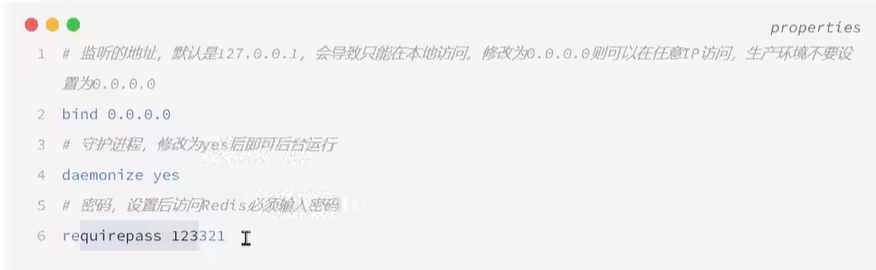 properties
1 # 监听的地址，默认是127.0.0.1，会导致只能在本地访问。修改为0.0.0.0则可以在任意IP访问，生产环境不要设
置为0.0.0.0
2 bind 0.0.0.0
3 # 守护进程，修改为yes后即可后台运行
4 daemonize yes
5 # 密码，设置后访问Redis必须输入密码
6 requirepass 123321